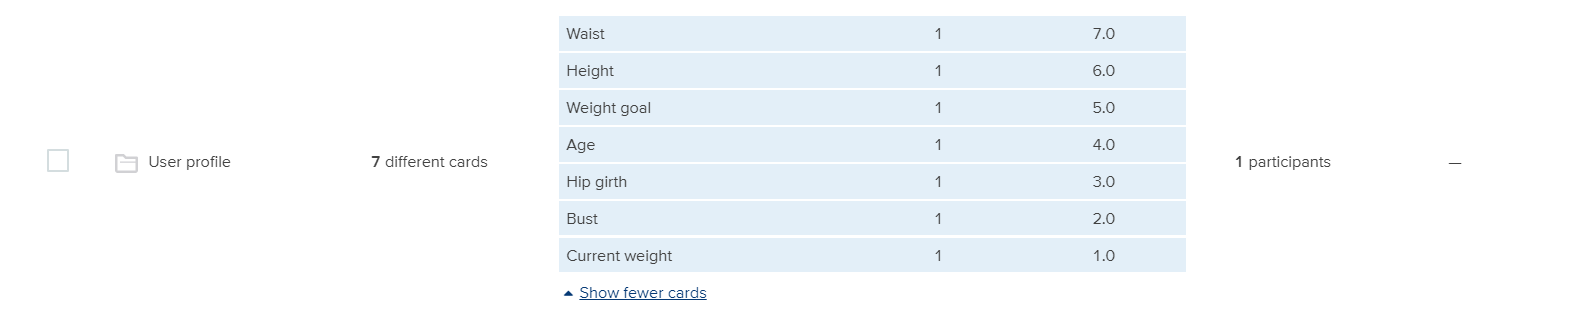 Waist 1 7.0
Height 1 6.0
Weight goal 1 5.0
Age 1 4.0
User profile 7 different cards 1 participants —
Hip girth 1 3.0
Bust 1 2.0
Current weight 1 1.0
Show fewer cards